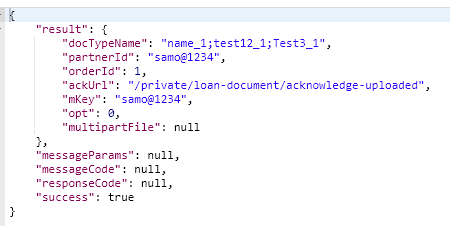 {
"result": {
"docTypeName": "name_1;test12_1;Test3_1",
"partnerId": "samo@1234",
"orderId": 1,
"ackUrl": "/private/loan-document/acknowledge-uploaded",
"mKey": "samo@1234",
"opt": 0,
"multipartFile": null
},
"messageParams": null,
"messageCode": null,
"responseCode": null,
"success": true
}